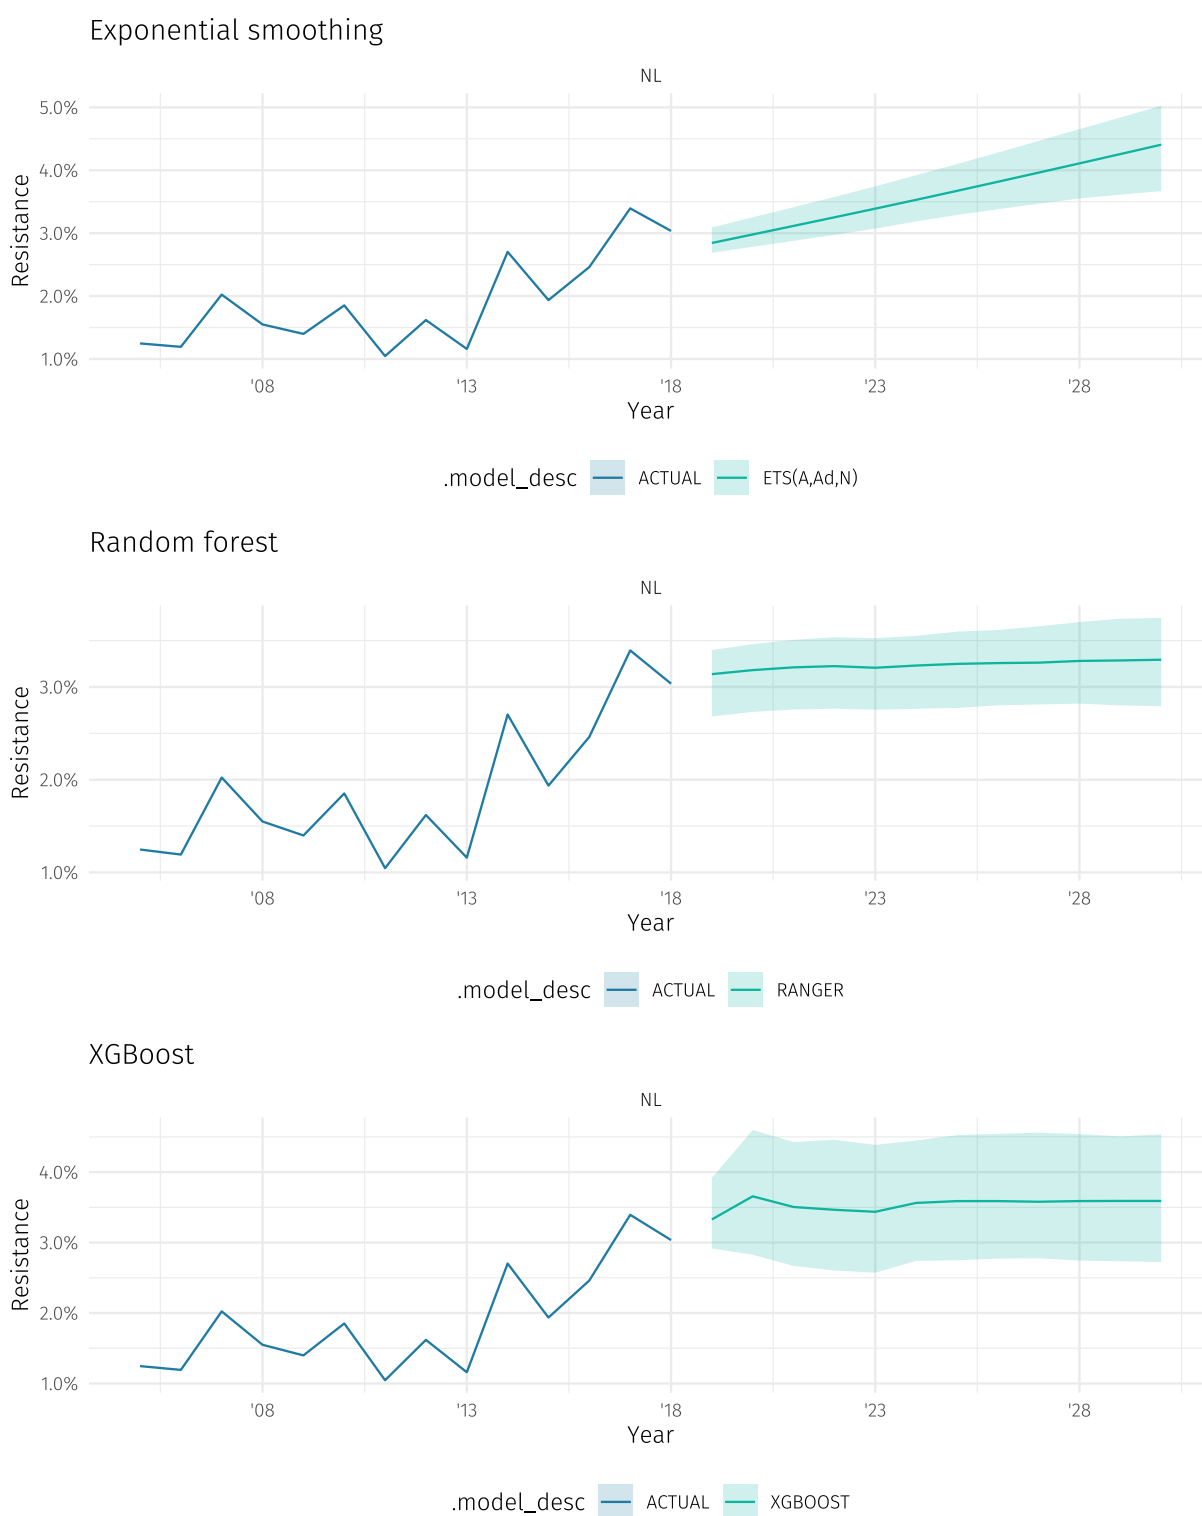 Exponential smoothing
NL
5.0%
4.0%
3.0%
2.0%
1.0%
Resistance
'08 '13 '18 '23 '28
Year
.model_desc ACTUAL ETS(A,Ad,N)
Random forest
NL
3.0%
2.0%
1.0%
Resistance
'08 '13 '18 '23 '28
Year
.model_desc ACTUAL RANGER
XGBoost
NL
4.0%
3.0%
2.0%
1.0%
Resistance
'08 '13 '18 '23 '28
Year
.model_desc ACTUAL XGBOOST